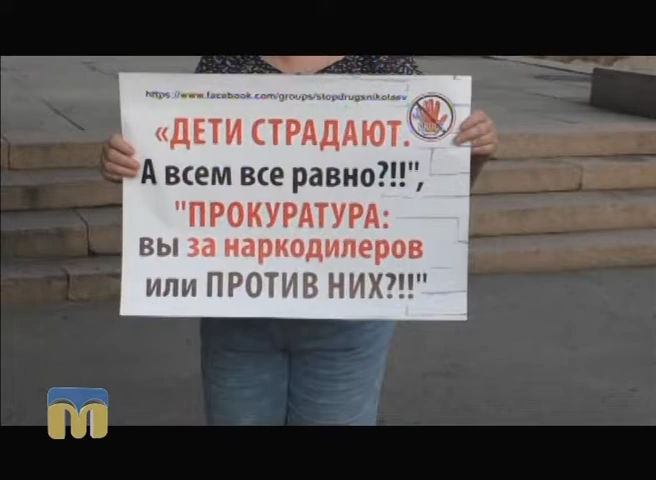 https://www.facebook.com/groups/stopdrugsnikolaev
«ДЕТИ СТРАДАЮТ.
А всем все равно?!!",
"ПРОКУРАТУРА:
вы за наркодилеров
или ПРОТИВ НИХ?!!"
М